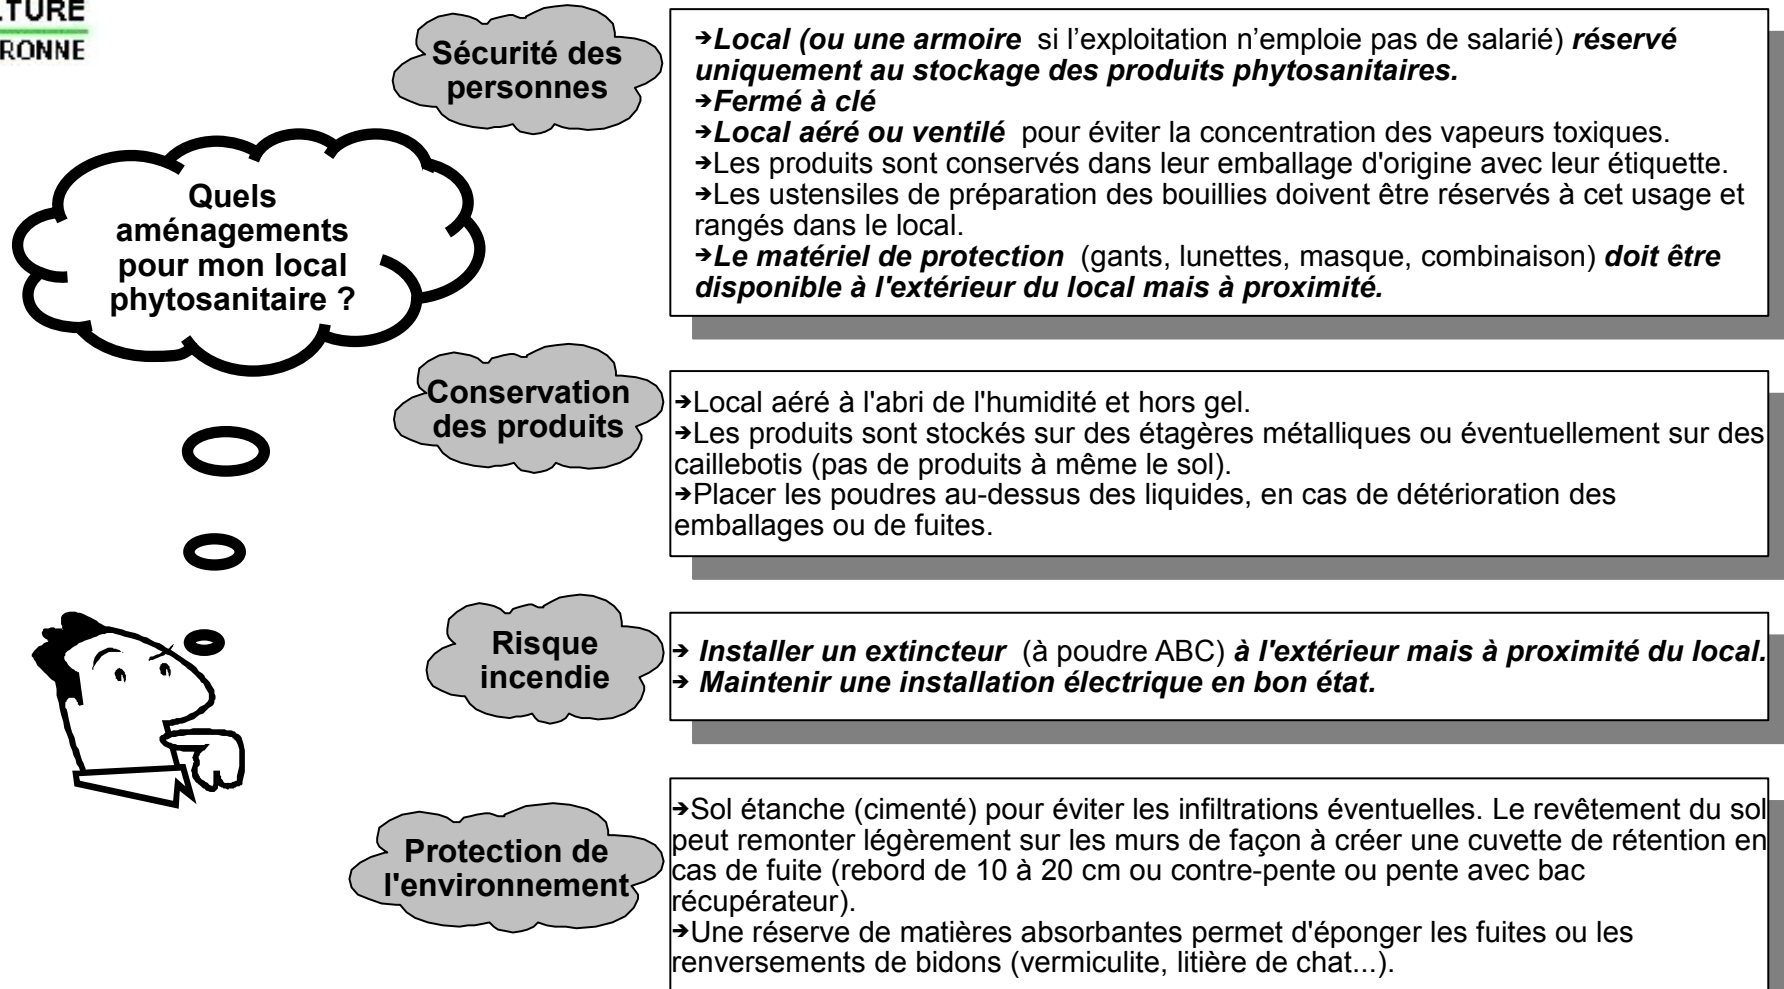 RONNE
Sécurité des
personnes
➔Local (ou une armoire si l’exploitation n’emploie pas de salarié) réservé
uniquement au stockage des produits phytosanitaires.
➔Fermé à clé
➔Local aéré ou ventilé pour éviter la concentration des vapeurs toxiques.
➔Les produits sont conservés dans leur emballage d'origine avec leur étiquette.
➔Les ustensiles de préparation des bouillies doivent être réservés à cet usage et
rangés dans le local.
➔Le matériel de protection (gants, lunettes, masque, combinaison) doit être
disponible à l'extérieur du local mais à proximité.
Quels
aménagements
pour mon local
phytosanitaire ?
Conservation
des produits
➔Local aéré à l'abri de l'humidité et hors gel.
➔Les produits sont stockés sur des étagères métalliques ou éventuellement sur des
caillebotis (pas de produits à même le sol).
➔Placer les poudres au-dessus des liquides, en cas de détérioration des
emballages ou de fuites.
Risque
incendie
➔ Installer un extincteur (à poudre ABC) à l'extérieur mais à proximité du local.
➔ Maintenir une installation électrique en bon état.
Protection de
l'environnement
➔Sol étanche (cimenté) pour éviter les infiltrations éventuelles. Le revêtement du sol
peut remonter légèrement sur les murs de façon à créer une cuvette de rétention en
cas de fuite (rebord de 10 à 20 cm ou contre-pente ou pente avec bac
récupérateur).
➔Une réserve de matières absorbantes permet d'éponger les fuites ou les
renversements de bidons (vermiculite, litière de chat...).